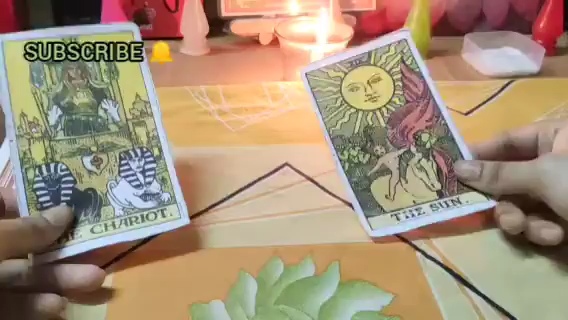 SUBSCRIBE 🔔
THE CHARIOT.
THE SUN.